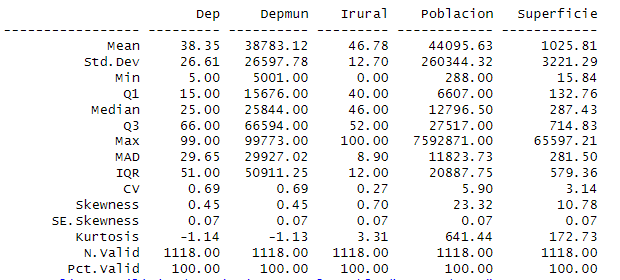 Dep Depmun Irural Poblacion Superficie
----------------- --------- ---------- --------- ------------ ------------
Mean 38.35 38783.12 46.78 44095.63 1025.81
Std.Dev 26.61 26597.78 12.70 260344.32 3221.29
Min 5.00 5001.00 0.00 288.00 15.84
Q1 15.00 15676.00 40.00 6607.00 132.76
Median 25.00 25844.00 46.00 12796.50 287.43
Q3 66.00 66594.00 52.00 27517.00 714.83
Max 99.00 99773.00 100.00 7592871.00 65597.21
MAD 29.65 29927.02 8.90 11823.73 281.50
IQR 51.00 50911.25 12.00 20887.75 579.36
CV 0.69 0.69 0.27 5.90 3.14
Skewness 0.45 0.45 0.70 23.32 10.78
SE.Skewness 0.07 0.07 0.07 0.07 0.07
Kurtosis -1.14 -1.13 3.31 641.44 172.73
N.Valid 1118.00 1118.00 1118.00 1118.00 1118.00
Pct.Valid 100.00 100.00 100.00 100.00 100.00